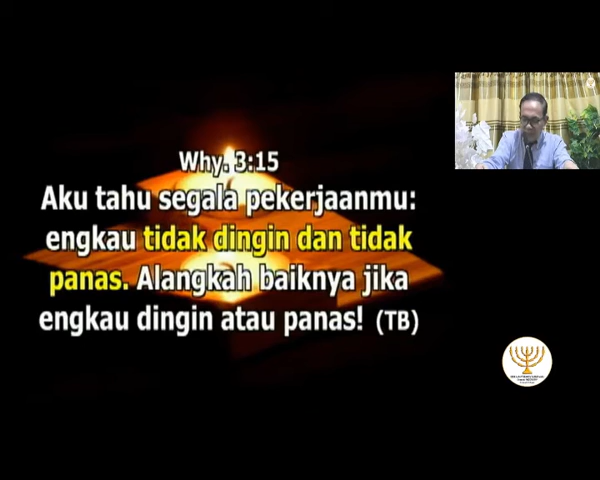 Why. 3:15
Aku tahu segala pekerjaanmu:
engkau tidak dingin dan tidak
panas. Alangkah baiknya jika
engkau dingin atau panas! (TB)